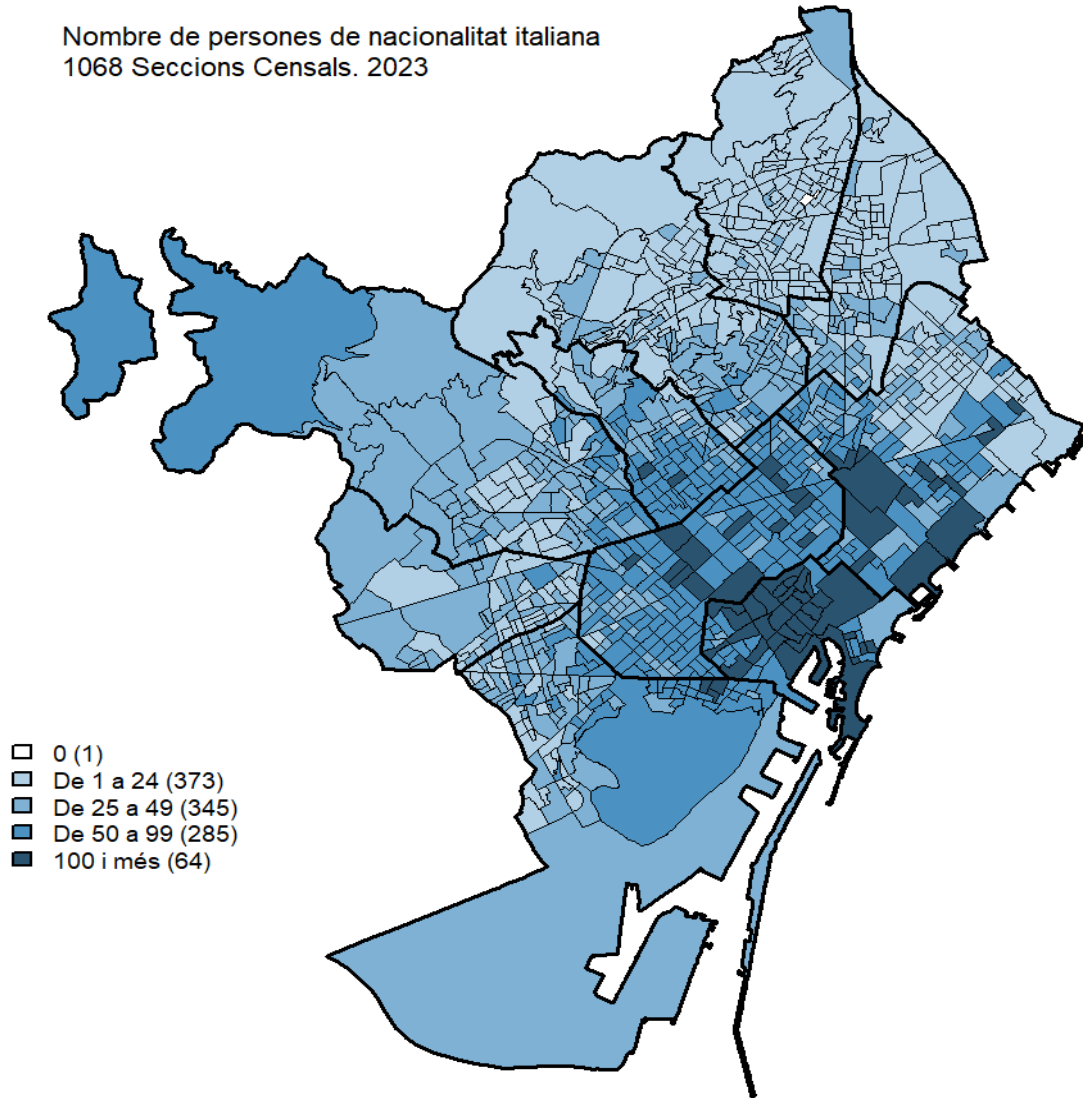 Nombre de persones de nacionalitat italiana
1068 Seccions Censals. 2023
0 (1)
De 1 a 24 (373)
De 25 a 49 (345)
De 50 a 99 (285)
100 i més (64)